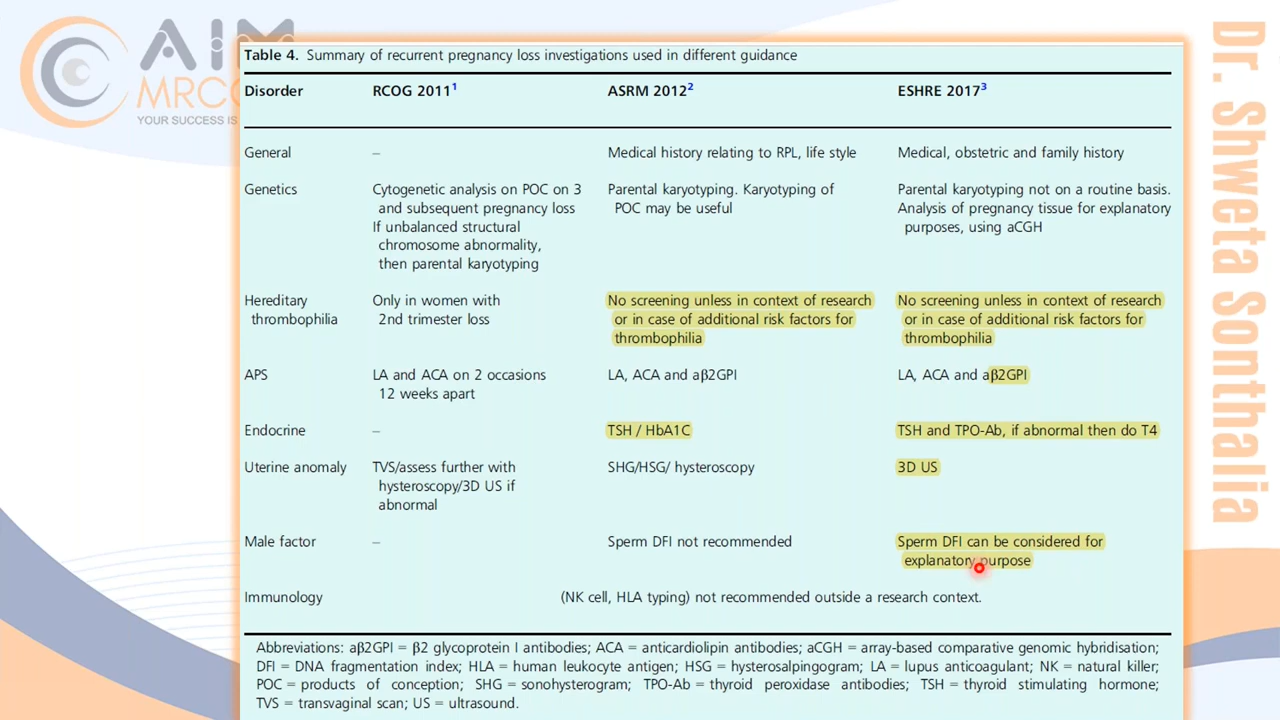 AIM
MRCO
YOUR SUCCESS IS
Dr. Shweta Sonthalia
Table 4. Summary of recurrent pregnancy loss investigations used in different guidance
Disorder RCOG 2011¹ ASRM 2012² ESHRE 2017³
General – Medical history relating to RPL, life style Medical, obstetric and family history
Genetics Cytogenetic analysis on POC on 3 Parental karyotyping. Karyotyping of Parental karyotyping not on a routine basis.
and subsequent pregnancy loss POC may be useful Analysis of pregnancy tissue for explanatory
If unbalanced structural purposes, using aCGH
chromosome abnormality,
then parental karyotyping
Hereditary Only in women with No screening unless in context of research No screening unless in context of research
thrombophilia 2nd trimester loss or in case of additional risk factors for or in case of additional risk factors for
thrombophilia thrombophilia
APS LA and ACA on 2 occasions LA, ACA and aβ2GPI LA, ACA and aβ2GPI
12 weeks apart
Endocrine – TSH / HbA1C TSH and TPO-Ab, if abnormal then do T4
Uterine anomaly TVS/assess further with SHG/HSG/ hysteroscopy 3D US
hysteroscopy/3D US if
abnormal
Male factor – Sperm DFI not recommended Sperm DFI can be considered for
explanatory purpose
Immunology (NK cell, HLA typing) not recommended outside a research context.
Abbreviations: aβ2GPI = β2 glycoprotein I antibodies; ACA = anticardiolipin antibodies; aCGH = array-based comparative genomic hybridisation;
DFI = DNA fragmentation index; HLA = human leukocyte antigen; HSG = hysterosalpingogram; LA = lupus anticoagulant; NK = natural killer;
POC = products of conception; SHG = sonohysterogram; TPO-Ab = thyroid peroxidase antibodies; TSH = thyroid stimulating hormone;
TVS = transvaginal scan; US = ultrasound.